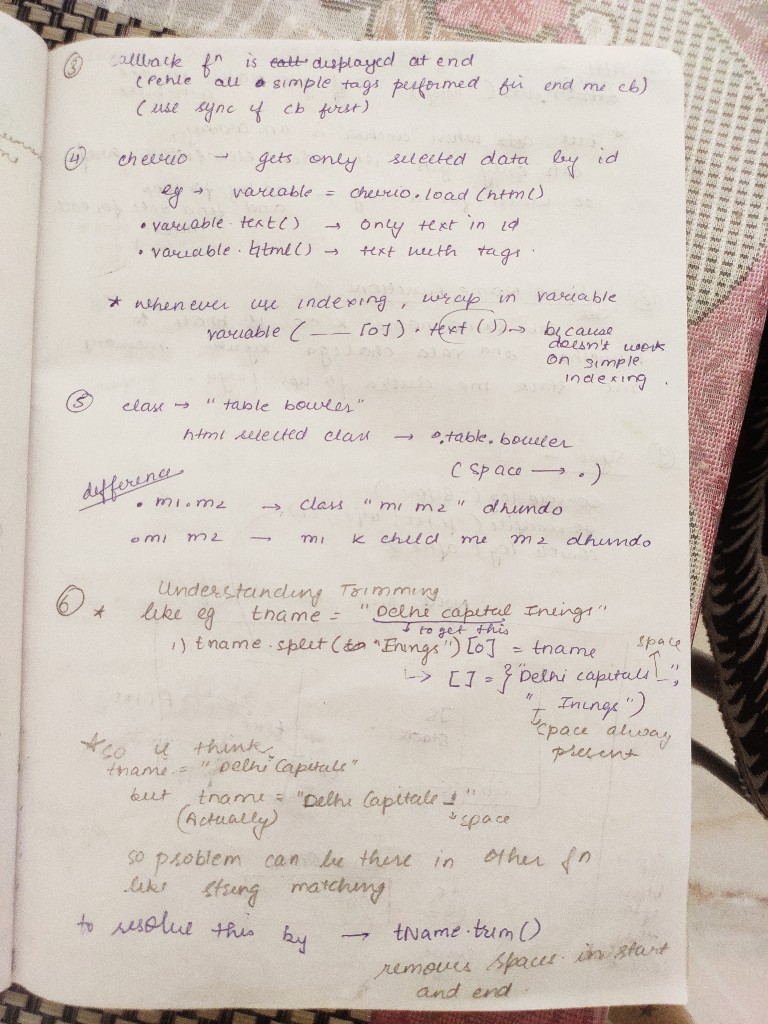 ③ callback fn is call displayed at end
(Pehle all simple tags performed fir end me cb)
(use sync if cb first)
④ cheerio → gets only selected data by id
eg → variable = cheerio.load(html)
• variable.text() → only text in id
• variable.html() → text with tags.
* whenever use indexing, wrap in variable
variable ( __ [0]).text()) → because
doesn't work
on simple
indexing.
⑤ class → "table bowler"
html selected class → .table.bowler
(space → .)
difference
• m1.m2 → class "m1 m2" dhundo
• m1 m2 → m1 k child me m2 dhundo
⑥ Understanding Trimming
* like eg tname = "Delhi capital Inings"
↓ to get this
1) tname.split("Inings")[0] = tname
space
↳ [] = } "Delhi capitals ",
" Inings")
space alway
present
* so u think,
tname = "Delhi Capitals"
but tname = "Delhi Capitals "
(Actually) space
so problem can be there in other fn
like string matching
to resolve this by → tName.trim()
removes spaces in start
and end.